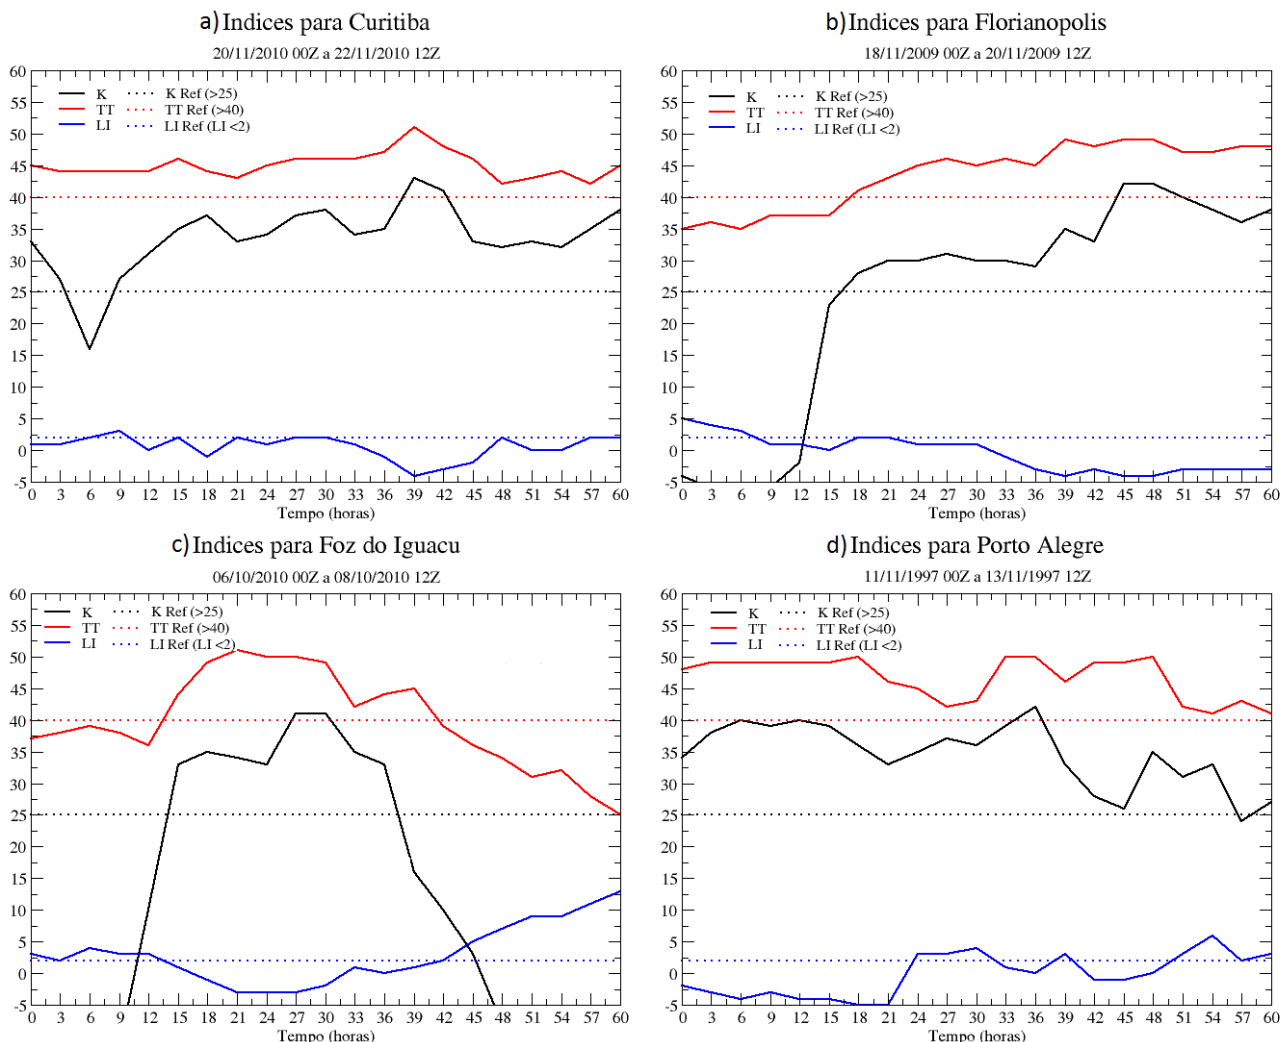 a) Indices para Curitiba
20/11/2010 00Z a 22/11/2010 12Z
60
55
50
45
40
35
30
25
20
15
10
5
0
-5
K K Ref (>25)
TT TT Ref (>40)
LI LI Ref (LI <2)
0 3 6 9 12 15 18 21 24 27 30 33 36 39 42 45 48 51 54 57 60
Tempo (horas)
b) Indices para Florianopolis
18/11/2009 00Z a 20/11/2009 12Z
60
55
50
45
40
35
30
25
20
15
10
5
0
-5
K K Ref (>25)
TT TT Ref (>40)
LI LI Ref (LI <2)
0 3 6 9 12 15 18 21 24 27 30 33 36 39 42 45 48 51 54 57 60
Tempo (horas)
c) Indices para Foz do Iguacu
06/10/2010 00Z a 08/10/2010 12Z
60
55
50
45
40
35
30
25
20
15
10
5
0
-5
K K Ref (>25)
TT TT Ref (>40)
LI LI Ref (LI <2)
0 3 6 9 12 15 18 21 24 27 30 33 36 39 42 45 48 51 54 57 60
Tempo (horas)
d) Indices para Porto Alegre
11/11/1997 00Z a 13/11/1997 12Z
60
55
50
45
40
35
30
25
20
15
10
5
0
-5
K K Ref (>25)
TT TT Ref (>40)
LI LI Ref (LI <2)
0 3 6 9 12 15 18 21 24 27 30 33 36 39 42 45 48 51 54 57 60
Tempo (horas)